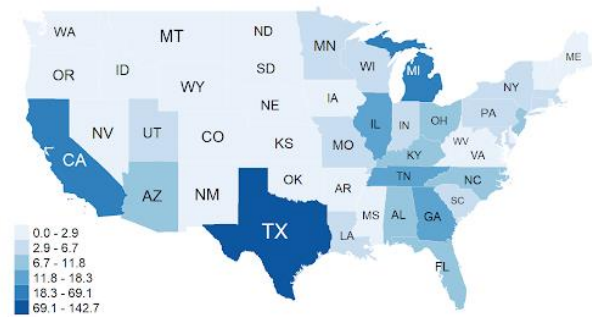 WA
MT
ND
MN
ME
OR
ID
SD
WI
MI
NY
WY
IA
PA
NE
NV
UT
CO
KS
MO
IL
IN
OH
WV
VA
KY
CA
AZ
NM
OK
AR
TN
NC
SC
TX
LA
MS
AL
GA
FL
0.0 - 2.9
2.9 - 6.7
6.7 - 11.8
11.8 - 18.3
18.3 - 69.1
69.1 - 142.7